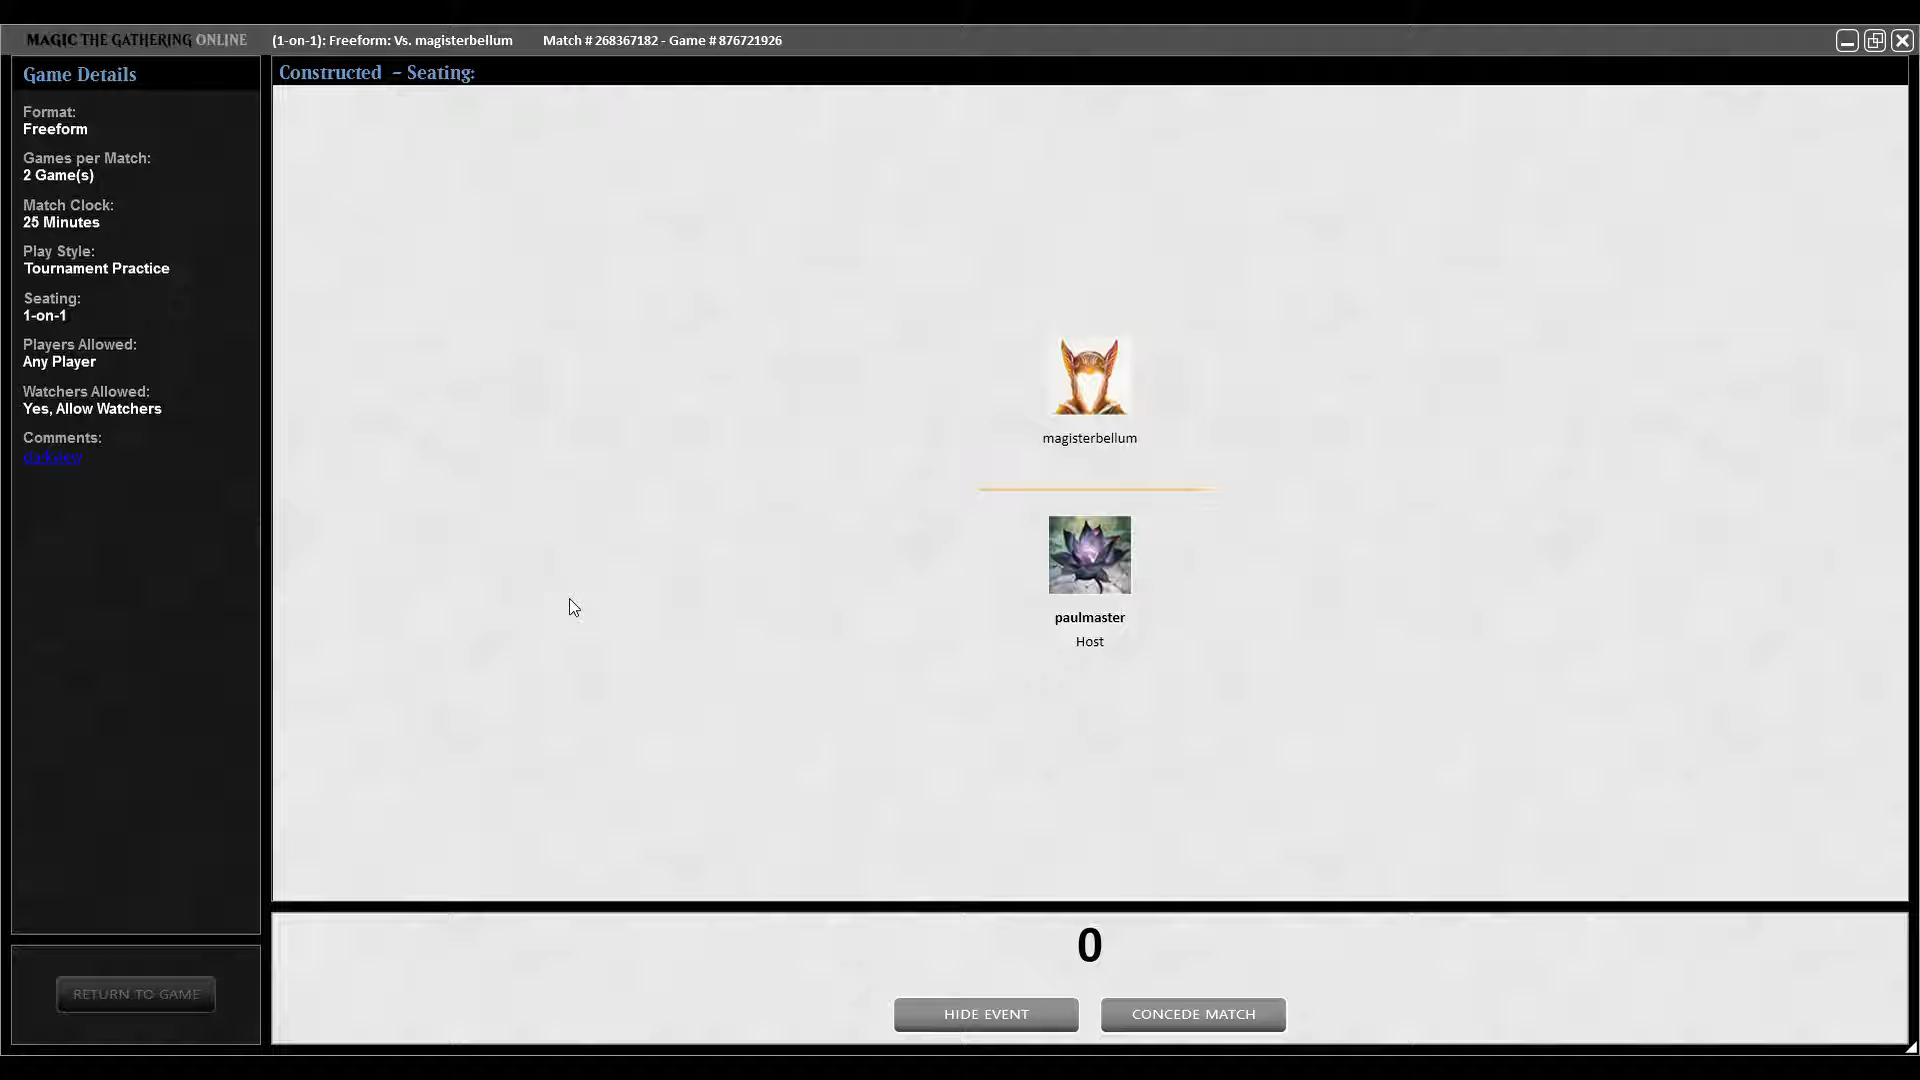 MAGIC THE GATHERING ONLINE
(1-on-1): Freeform: Vs. magisterbellum
Match # 268367182 - Game # 876721926
Game Details
Format:
Freeform
Games per Match:
2 Game(s)
Match Clock:
25 Minutes
Play Style:
Tournament Practice
Seating:
1-on-1
Players Allowed:
Any Player
Watchers Allowed:
Yes, Allow Watchers
Comments:
darkview
RETURN TO GAME
Constructed - Seating:
magisterbellum
paulmaster
Host
0
HIDE EVENT
CONCEDE MATCH